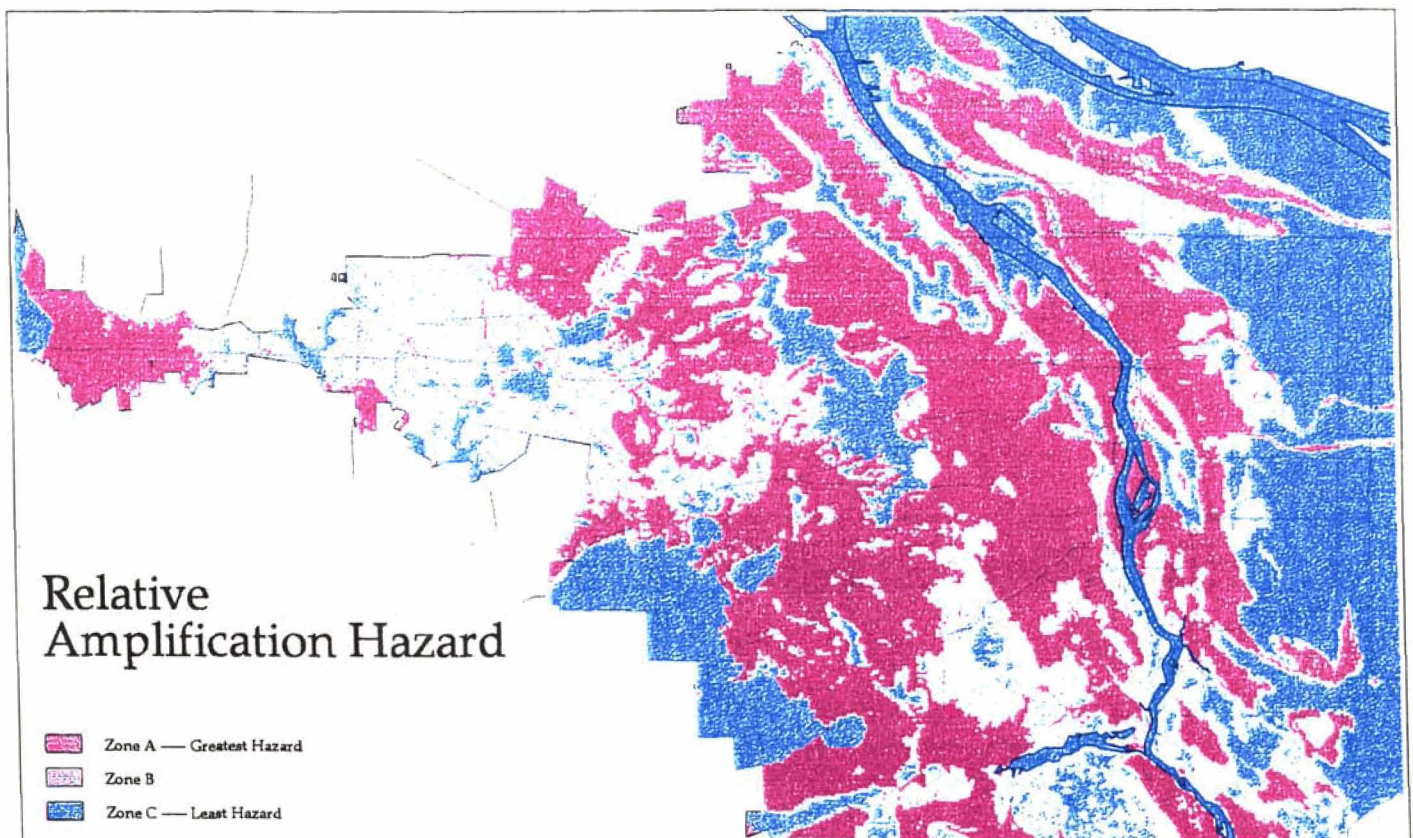 Relative
Amplification Hazard
Zone A — Greatest Hazard
Zone B
Zone C — Least Hazard